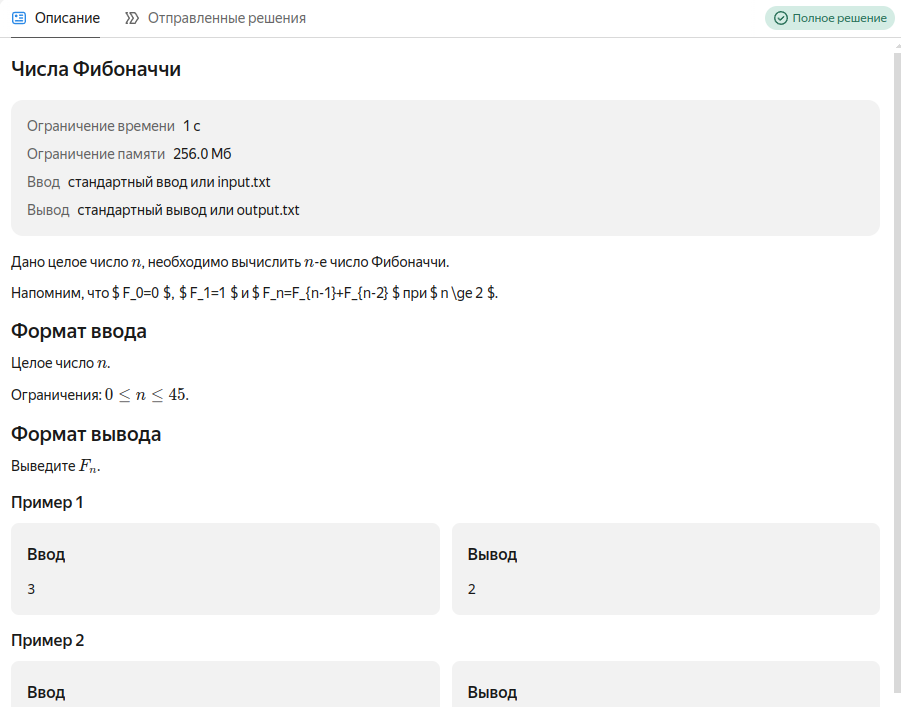 Описание Отправленные решения Полное решение
Числа Фибоначчи
Ограничение времени 1 с
Ограничение памяти 256.0 Мб
Ввод стандартный ввод или input.txt
Вывод стандартный вывод или output.txt
Дано целое число n, необходимо вычислить n-е число Фибоначчи.
Напомним, что $ F_0=0 $, $ F_1=1 $ и $ F_n=F_{n-1}+F_{n-2} $ при $ n \ge 2 $.
Формат ввода
Целое число n.
Ограничения: 0 ≤ n ≤ 45.
Формат вывода
Выведите Fₙ.
Пример 1
Ввод Вывод
3 2
Пример 2
Ввод Вывод